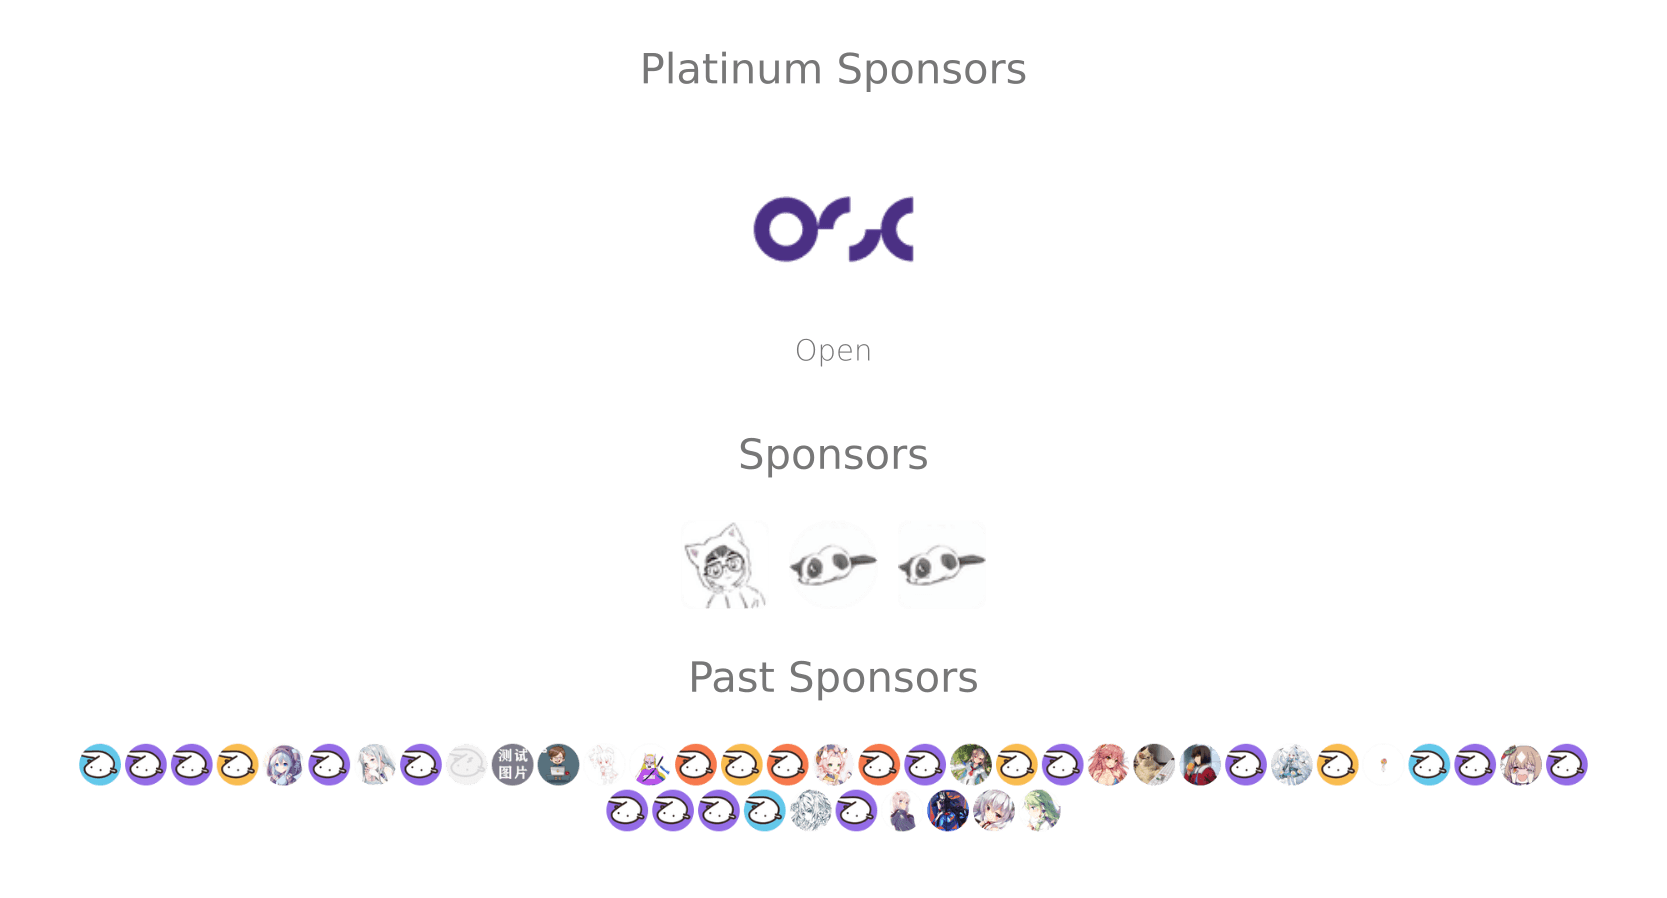 Platinum Sponsors
Open
Sponsors
Past Sponsors
测试
图片